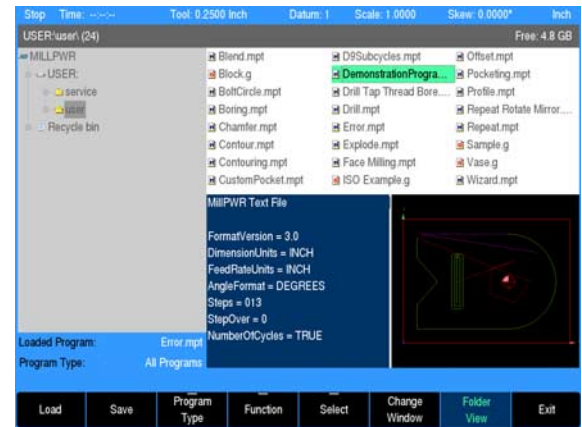 Stop Time: --:--:-- Tool: 0.2500 Inch Datum: 1 Scale: 1.0000 Skew: 0.0000° Inch
USER:\user\ (24) Free: 4.8 GB
MILLPWR
USER:
service
user
Recycle bin
Blend.mpt D9Subcycles.mpt Offset.mpt
Block.g DemonstrationProgra... Pocketing.mpt
BoltCircle.mpt Drill Tap Thread Bore.... Profile.mpt
Boring.mpt Drill.mpt Repeat Rotate Mirror....
Chamfer.mpt Error.mpt Repeat.mpt
Contour.mpt Explode.mpt Sample.g
Contouring.mpt Face Milling.mpt Vase.g
CustomPocket.mpt ISO Example.g Wizard.mpt
MillPWR Text File
FormatVersion = 3.0
DimensionUnits = INCH
FeedRateUnits = INCH
AngleFormat = DEGREES
Steps = 013
StepOver = 0
NumberOfCycles = TRUE
Loaded Program: Error.mpt
Program Type: All Programs
Load Save Program Type Function Select Change Window Folder View Exit